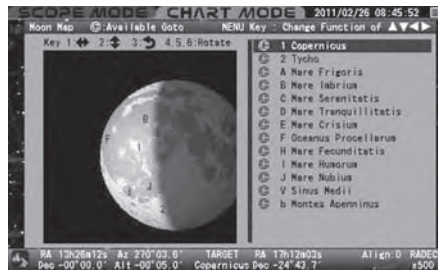 SCOPE MODE CHART MODE 2011/02/26 08:45:52
Moon Map Ⓖ:Available Goto MENU Key : Change Function of ▲▼◀▶
Key 1:↔ 2:↕ 3:↻ 4,5,6:Rotate
Ⓖ 1 Copernicus
Ⓖ 2 Tycho
Ⓖ A Mare Frigoris
Ⓖ B Mare Imbrium
Ⓖ C Mare Serenitatis
Ⓖ D Mare Tranquillitatis
Ⓖ E Mare Crisium
Ⓖ F Oceanus Procellarum
Ⓖ H Mare Fecunditatis
Ⓖ I Mare Humorum
Ⓖ J Mare Nubium
Ⓖ V Sinus Medii
Ⓖ b Montes Apenninus
B
F
1
J
2
RA 13h26m12s Az 270°03.6' TARGET RA 17h12m03s Align:0 RADEC
Dec -00°00.0' Alt -00°05.0' Copernicus Dec -24°43.7' x500